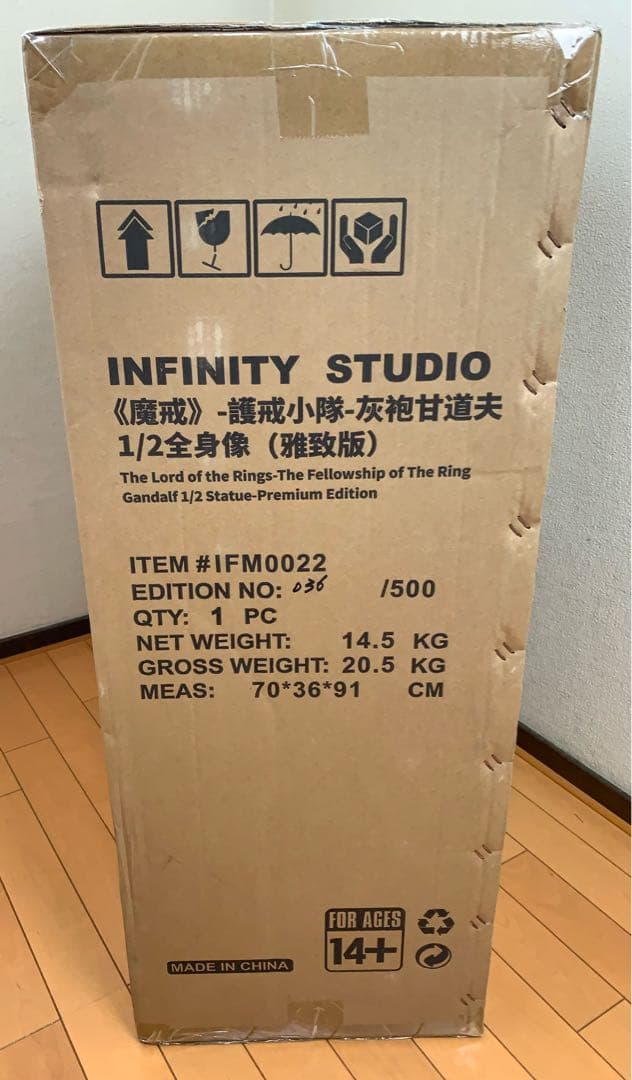 INFINITY STUDIO
《魔戒》-護戒小隊-灰袍甘道夫
1/2全身像（雅致版）
The Lord of the Rings-The Fellowship of The Ring
Gandalf 1/2 Statue-Premium Edition
ITEM #IFM0022
EDITION NO: 036 /500
QTY: 1 PC
NET WEIGHT: 14.5 KG
GROSS WEIGHT: 20.5 KG
MEAS: 70*36*91 CM
FOR AGES
14+
MADE IN CHINA